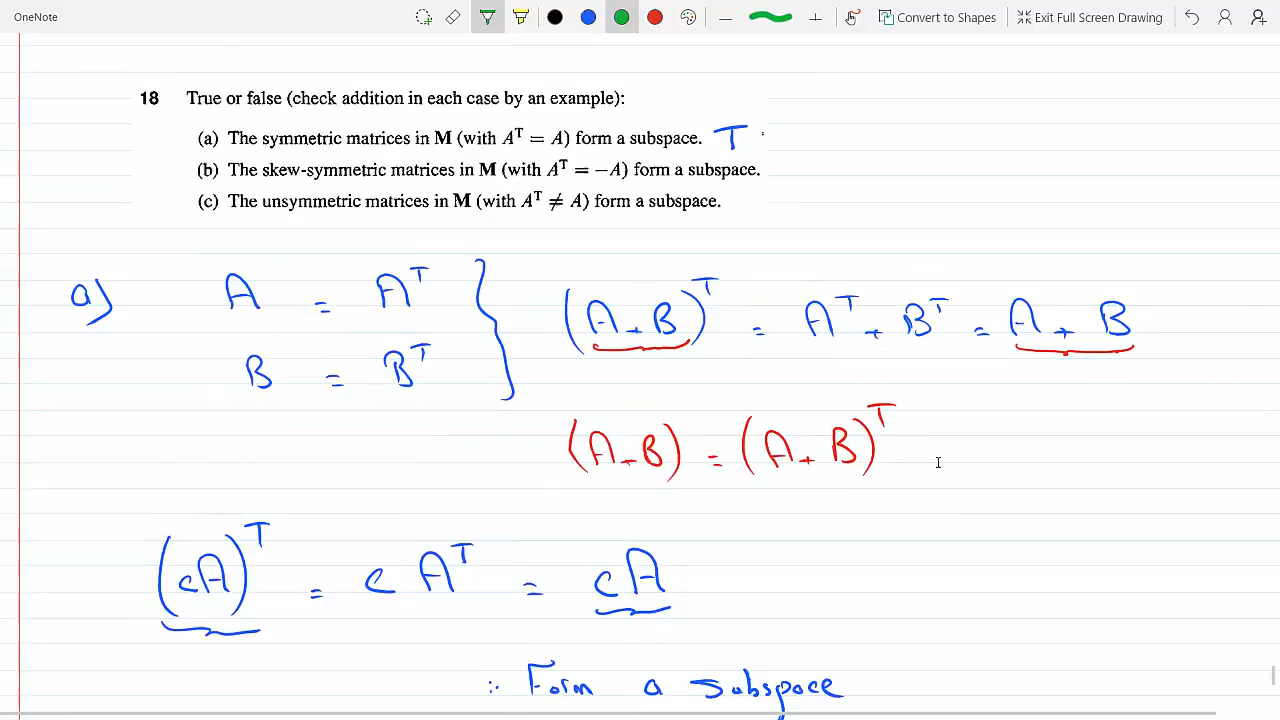 OneNote
Convert to Shapes
Exit Full Screen Drawing
18 True or false (check addition in each case by an example):
(a) The symmetric matrices in M (with Aᵀ = A) form a subspace. T
(b) The skew-symmetric matrices in M (with Aᵀ = −A) form a subspace.
(c) The unsymmetric matrices in M (with Aᵀ ≠ A) form a subspace.
a) A = Aᵀ
B = Bᵀ } (A+B)ᵀ = Aᵀ + Bᵀ = A + B
(A+B) = (A+B)ᵀ
(cA)ᵀ = c Aᵀ = cA
∴ Form a subspace